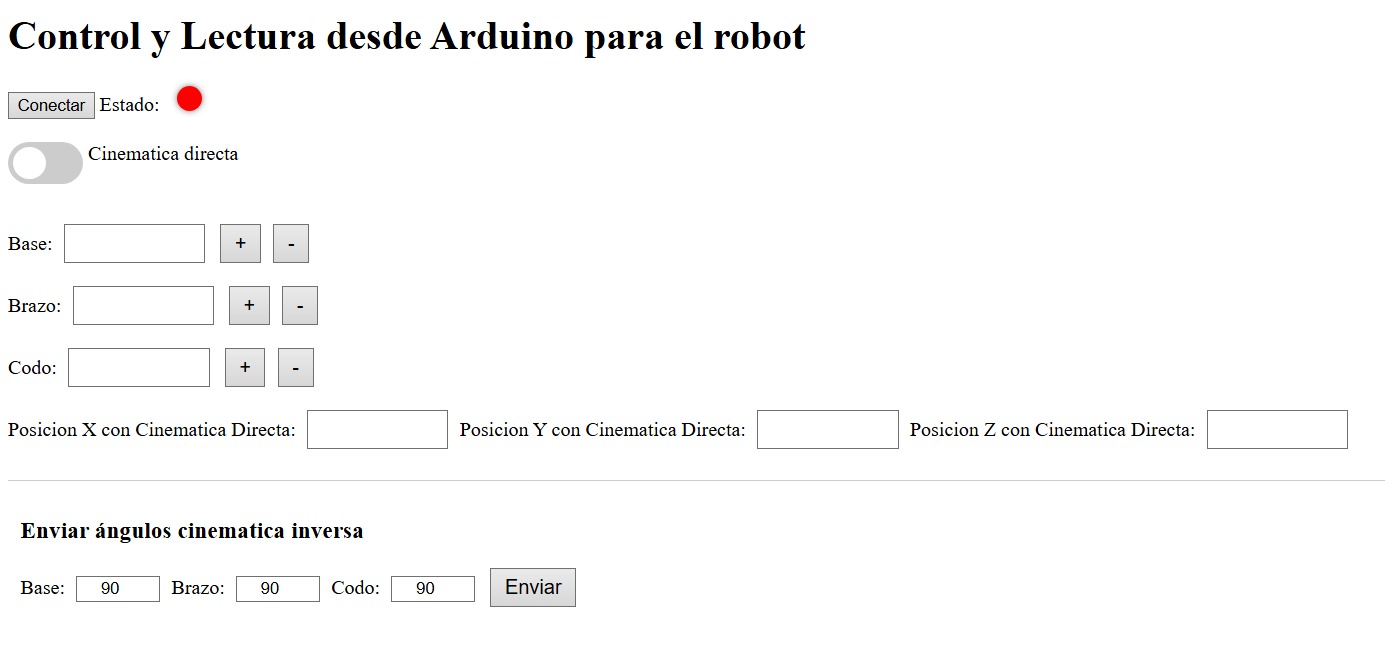 Control y Lectura desde Arduino para el robot
Conectar Estado:
Cinematica directa
Base: + -
Brazo: + -
Codo: + -
Posicion X con Cinematica Directa: Posicion Y con Cinematica Directa: Posicion Z con Cinematica Directa:
Enviar ángulos cinematica inversa
Base: 90 Brazo: 90 Codo: 90 Enviar